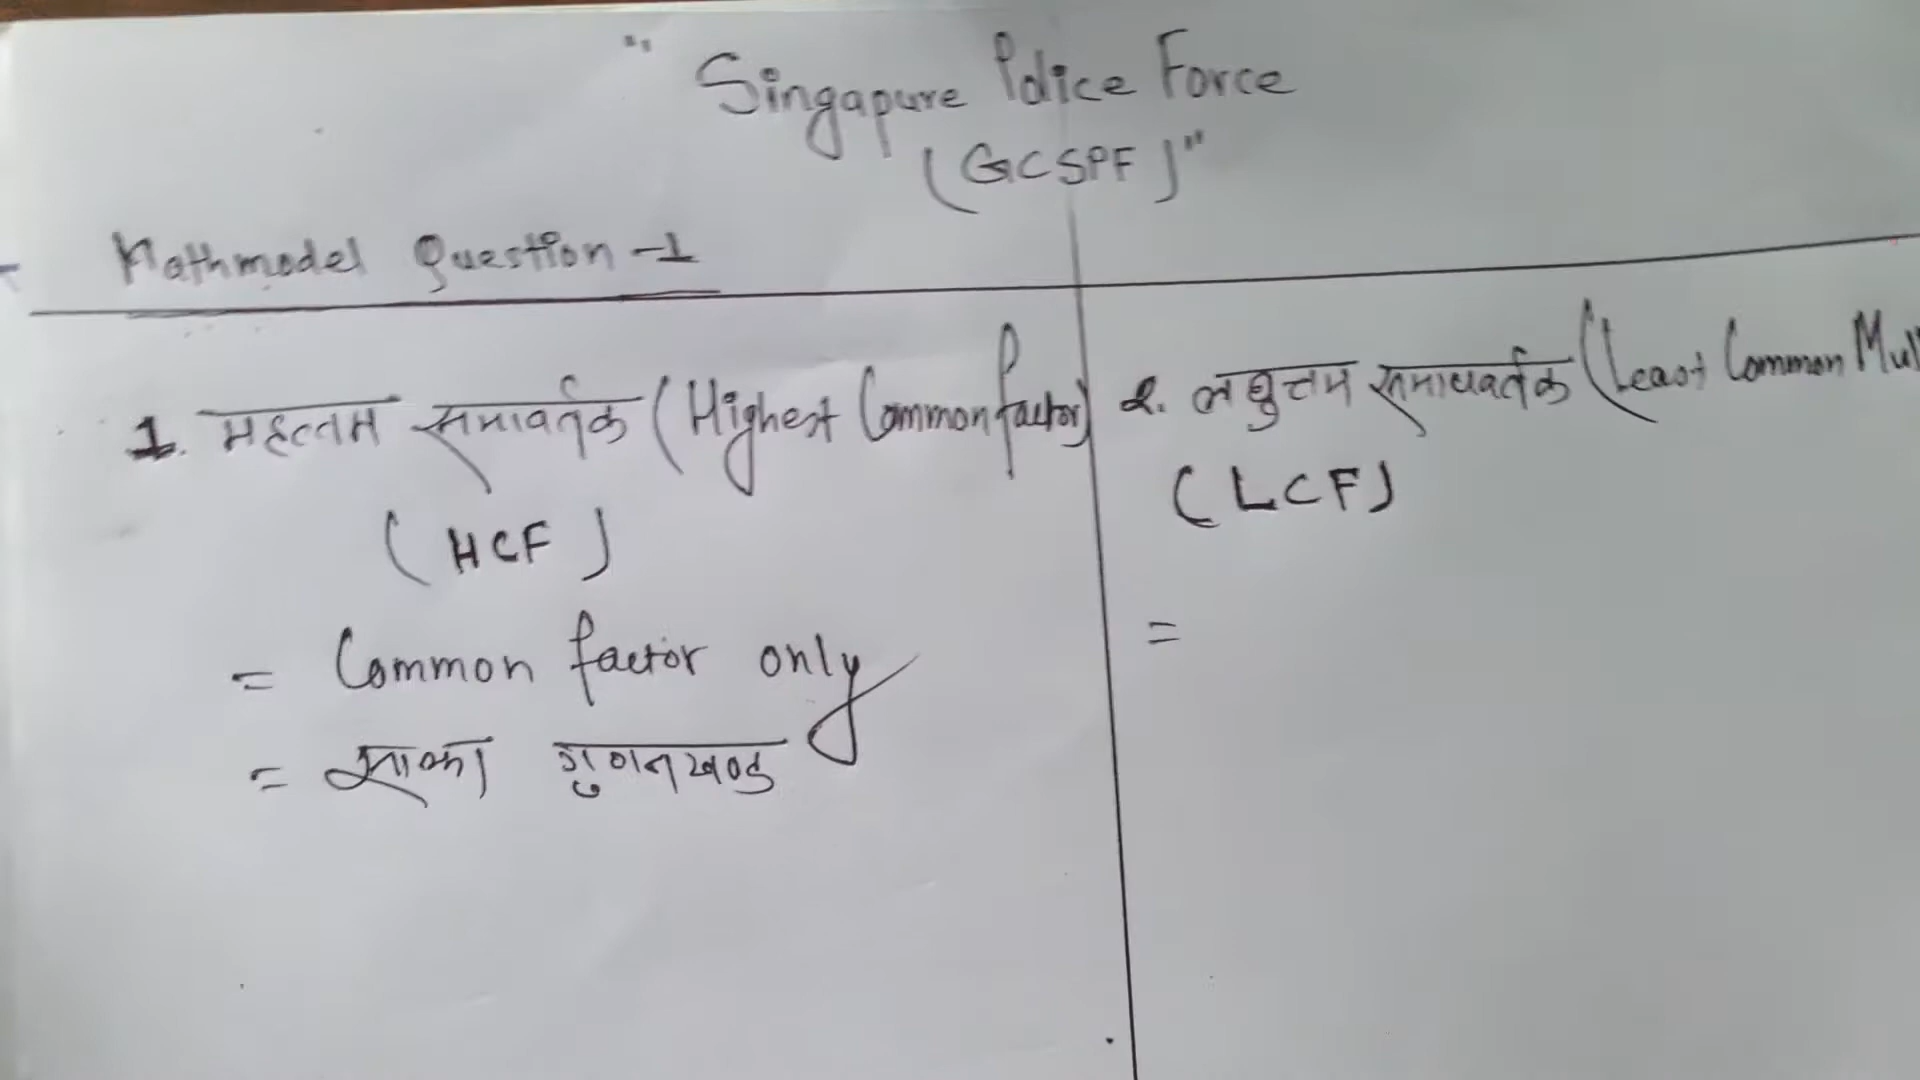 " Singapure Police Force
(GCSPF)"
Mathmodel Question -1
1. महत्तम समावर्तक (Highest Common factor)
(HCF)
= Common factor only
= साझा गुणनखण्ड
2. लघुत्तम समापवर्तक (Least Common Mul
(LCF)
=